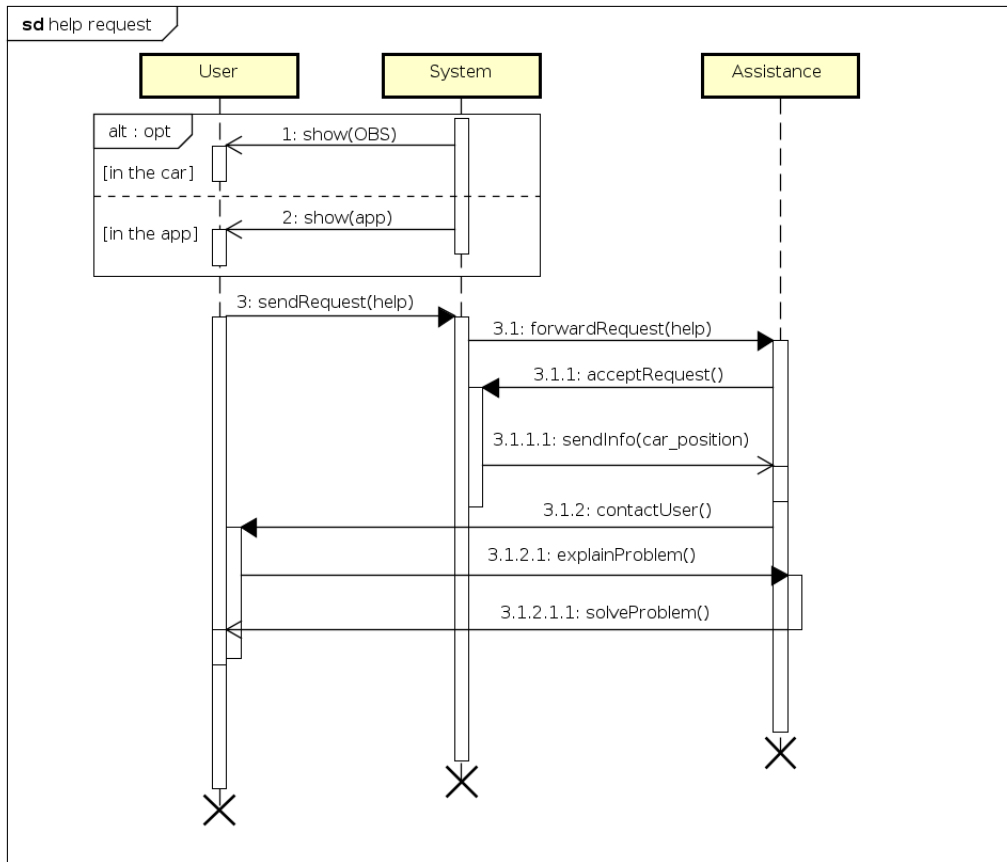 sd help request
User
System
Assistance
alt : opt
1: show(OBS)
[in the car]
2: show(app)
[in the app]
3: sendRequest(help)
3.1: forwardRequest(help)
3.1.1: acceptRequest()
3.1.1.1: sendInfo(car_position)
3.1.2: contactUser()
3.1.2.1: explainProblem()
3.1.2.1.1: solveProblem()